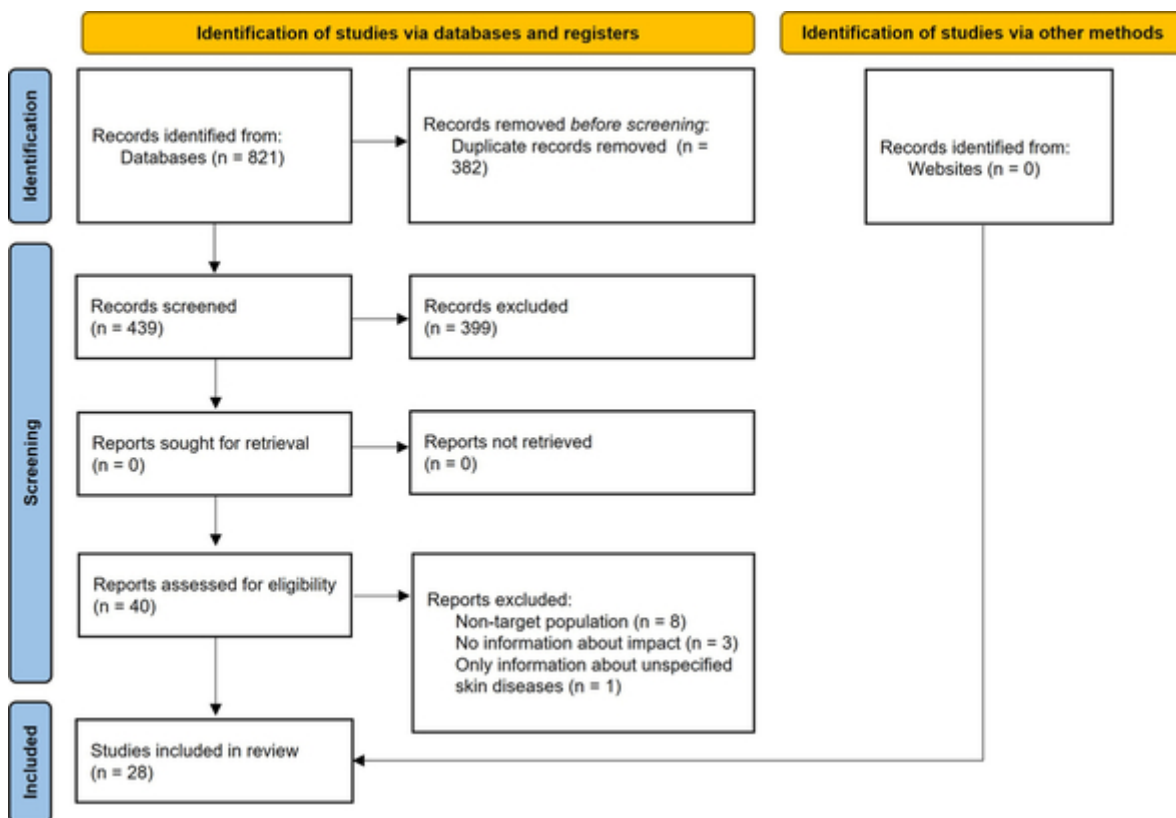 Identification of studies via databases and registers
Identification of studies via other methods
Identification
Records identified from:
Databases (n = 821)
Records removed before screening:
Duplicate records removed (n =
382)
Records identified from:
Websites (n = 0)
Screening
Records screened
(n = 439)
Records excluded
(n = 399)
Reports sought for retrieval
(n = 0)
Reports not retrieved
(n = 0)
Reports assessed for eligibility
(n = 40)
Reports excluded:
Non-target population (n = 8)
No information about impact (n = 3)
Only information about unspecified
skin diseases (n = 1)
Included
Studies included in review
(n = 28)